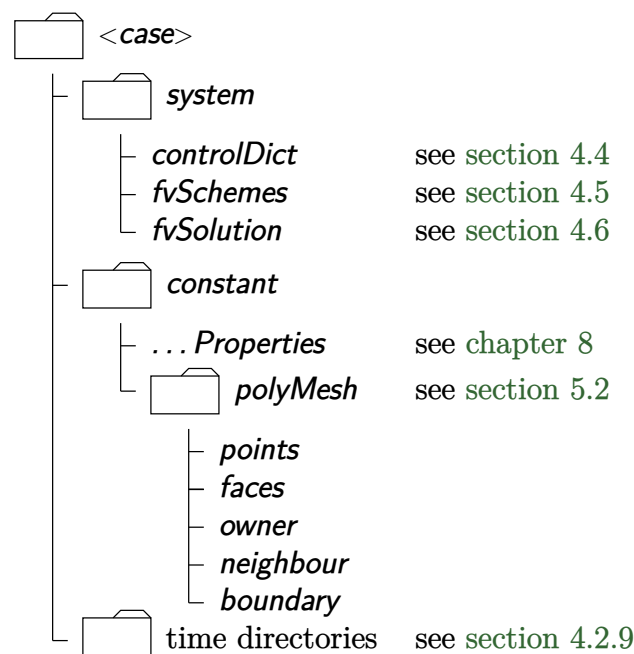 <case>
system
controlDict see section 4.4
fvSchemes see section 4.5
fvSolution see section 4.6
constant
...Properties see chapter 8
polyMesh see section 5.2
points
faces
owner
neighbour
boundary
time directories see section 4.2.9